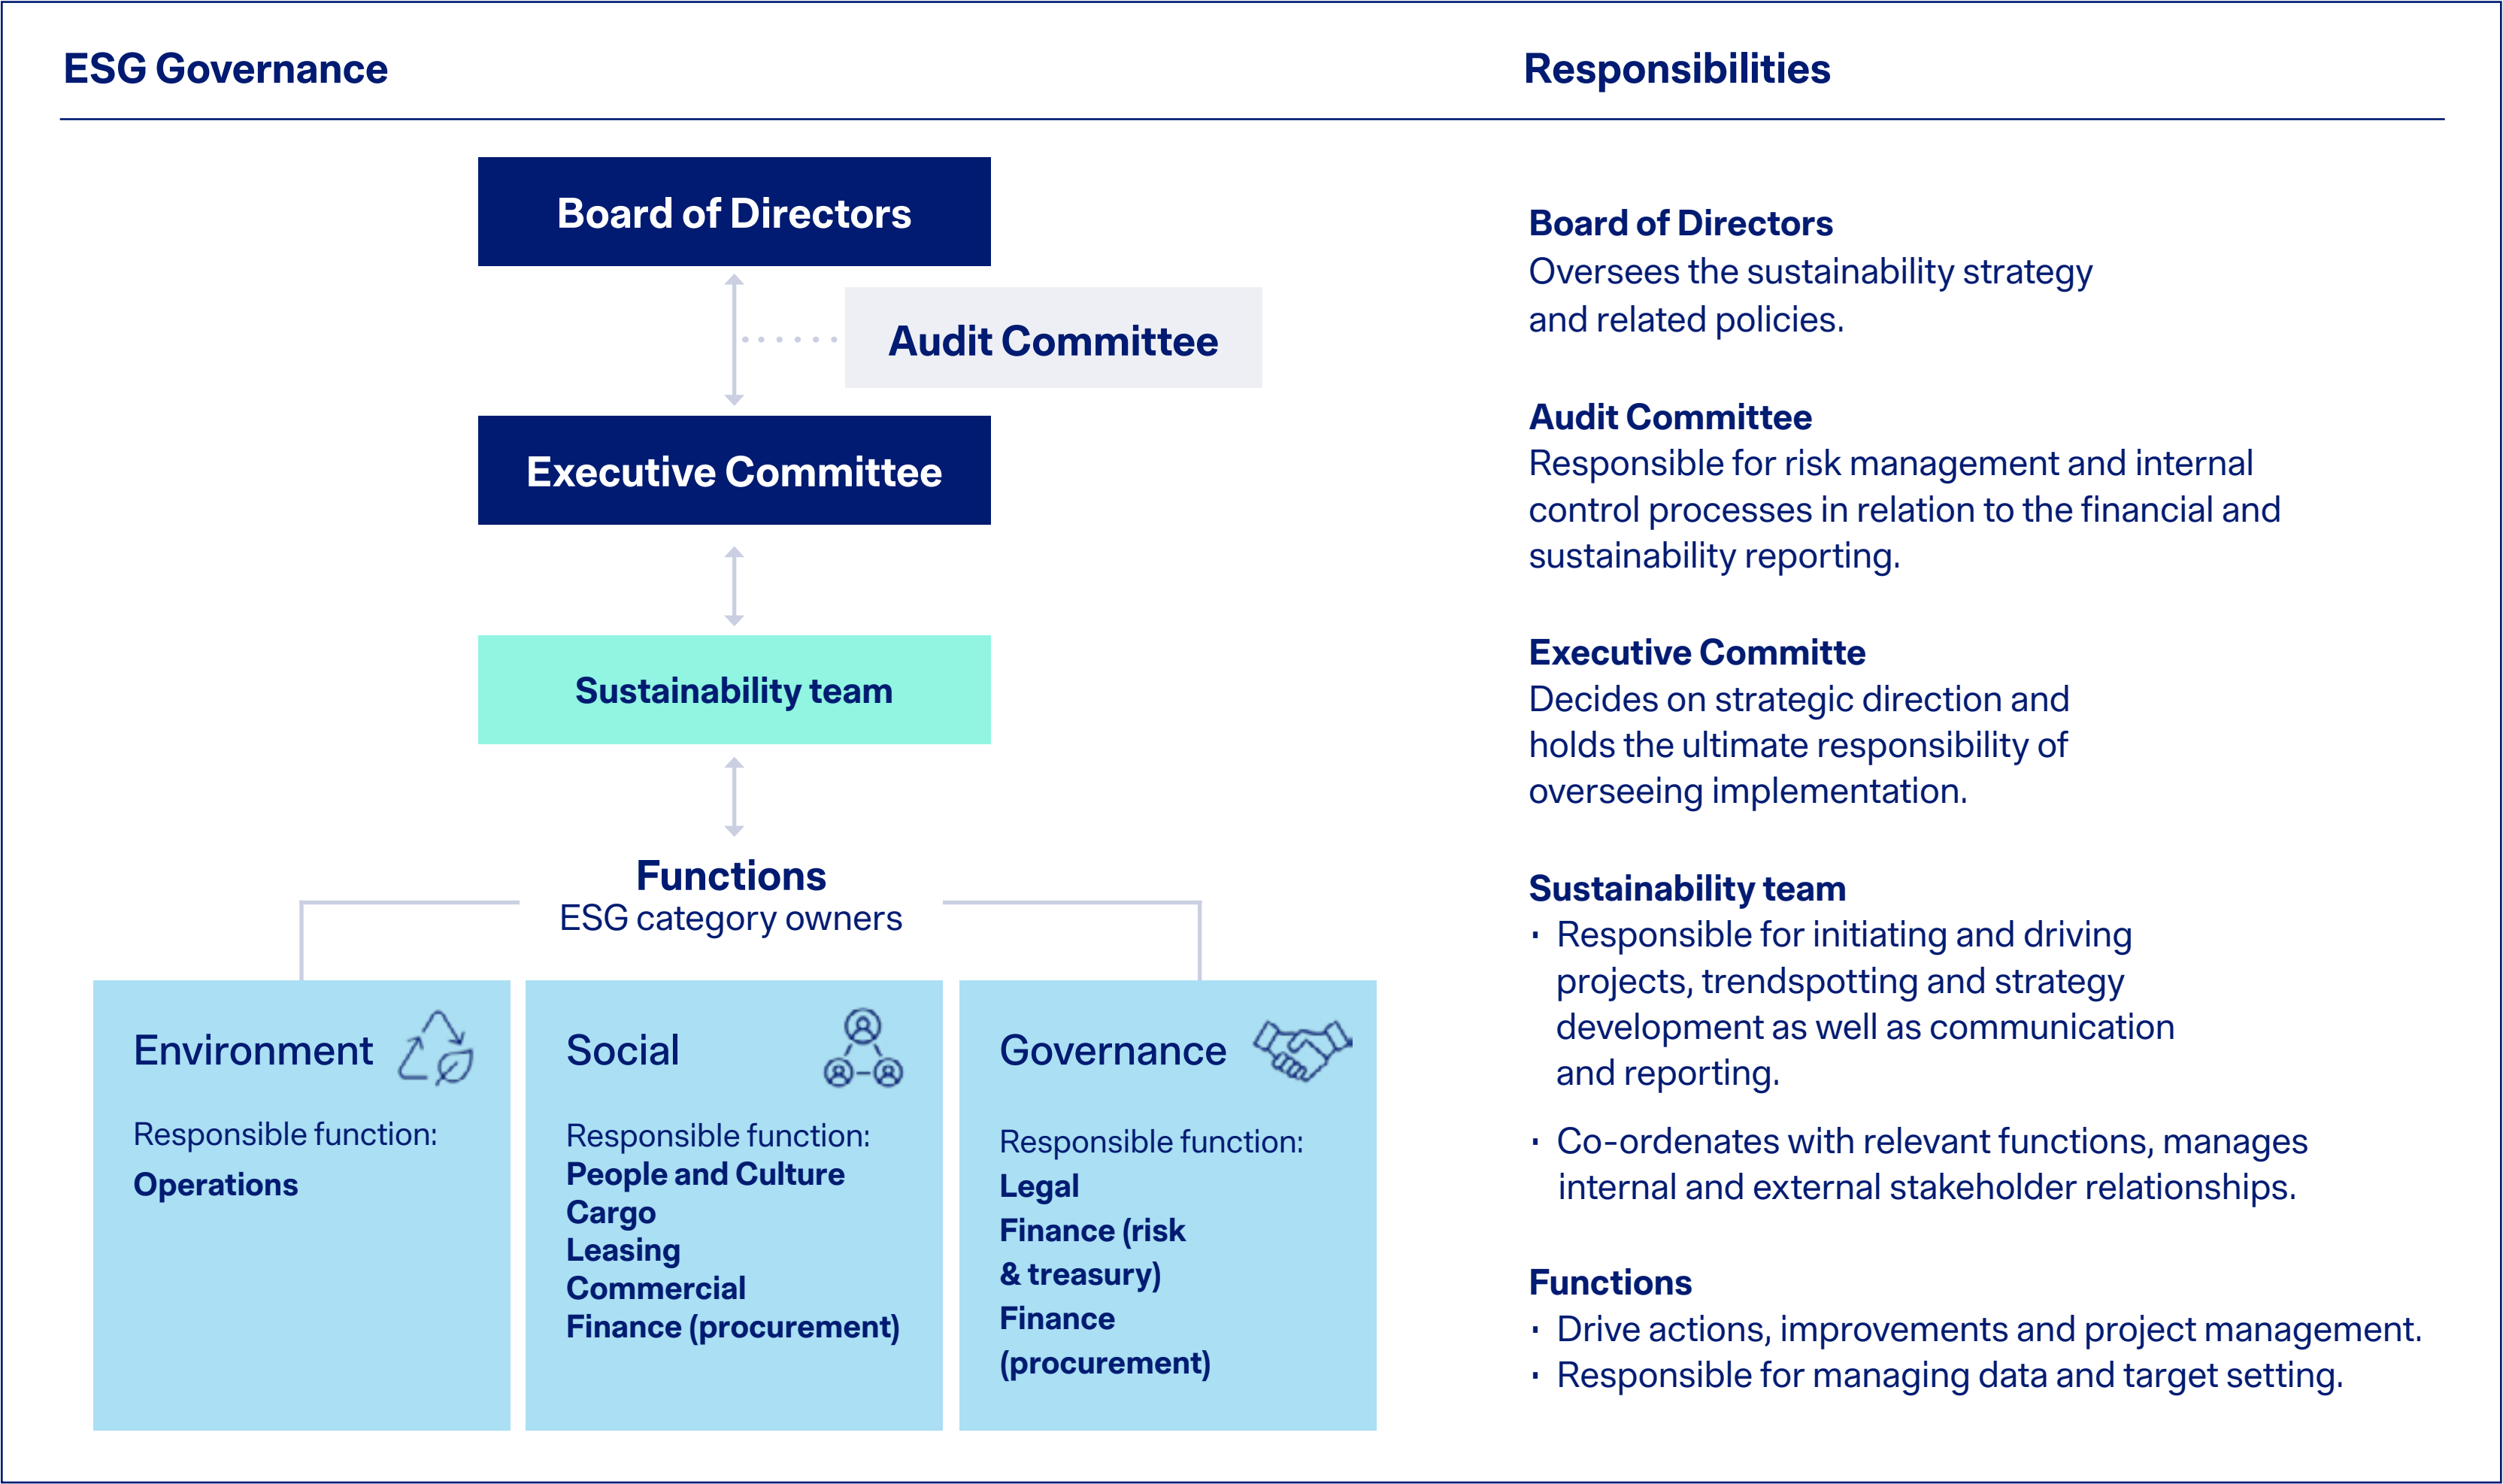 ESG Governance
Responsibilities
Board of Directors
Audit Committee
Executive Committee
Sustainability team
Functions
ESG category owners
Environment
Responsible function:
Operations
Social
Responsible function:
People and Culture
Cargo
Leasing
Commercial
Finance (procurement)
Governance
Responsible function:
Legal
Finance (risk
& treasury)
Finance
(procurement)
Board of Directors
Oversees the sustainability strategy
and related policies.
Audit Committee
Responsible for risk management and internal
control processes in relation to the financial and
sustainability reporting.
Executive Committe
Decides on strategic direction and
holds the ultimate responsibility of
overseeing implementation.
Sustainability team
· Responsible for initiating and driving
projects, trendspotting and strategy
development as well as communication
and reporting.
· Co-ordenates with relevant functions, manages
internal and external stakeholder relationships.
Functions
· Drive actions, improvements and project management.
· Responsible for managing data and target setting.